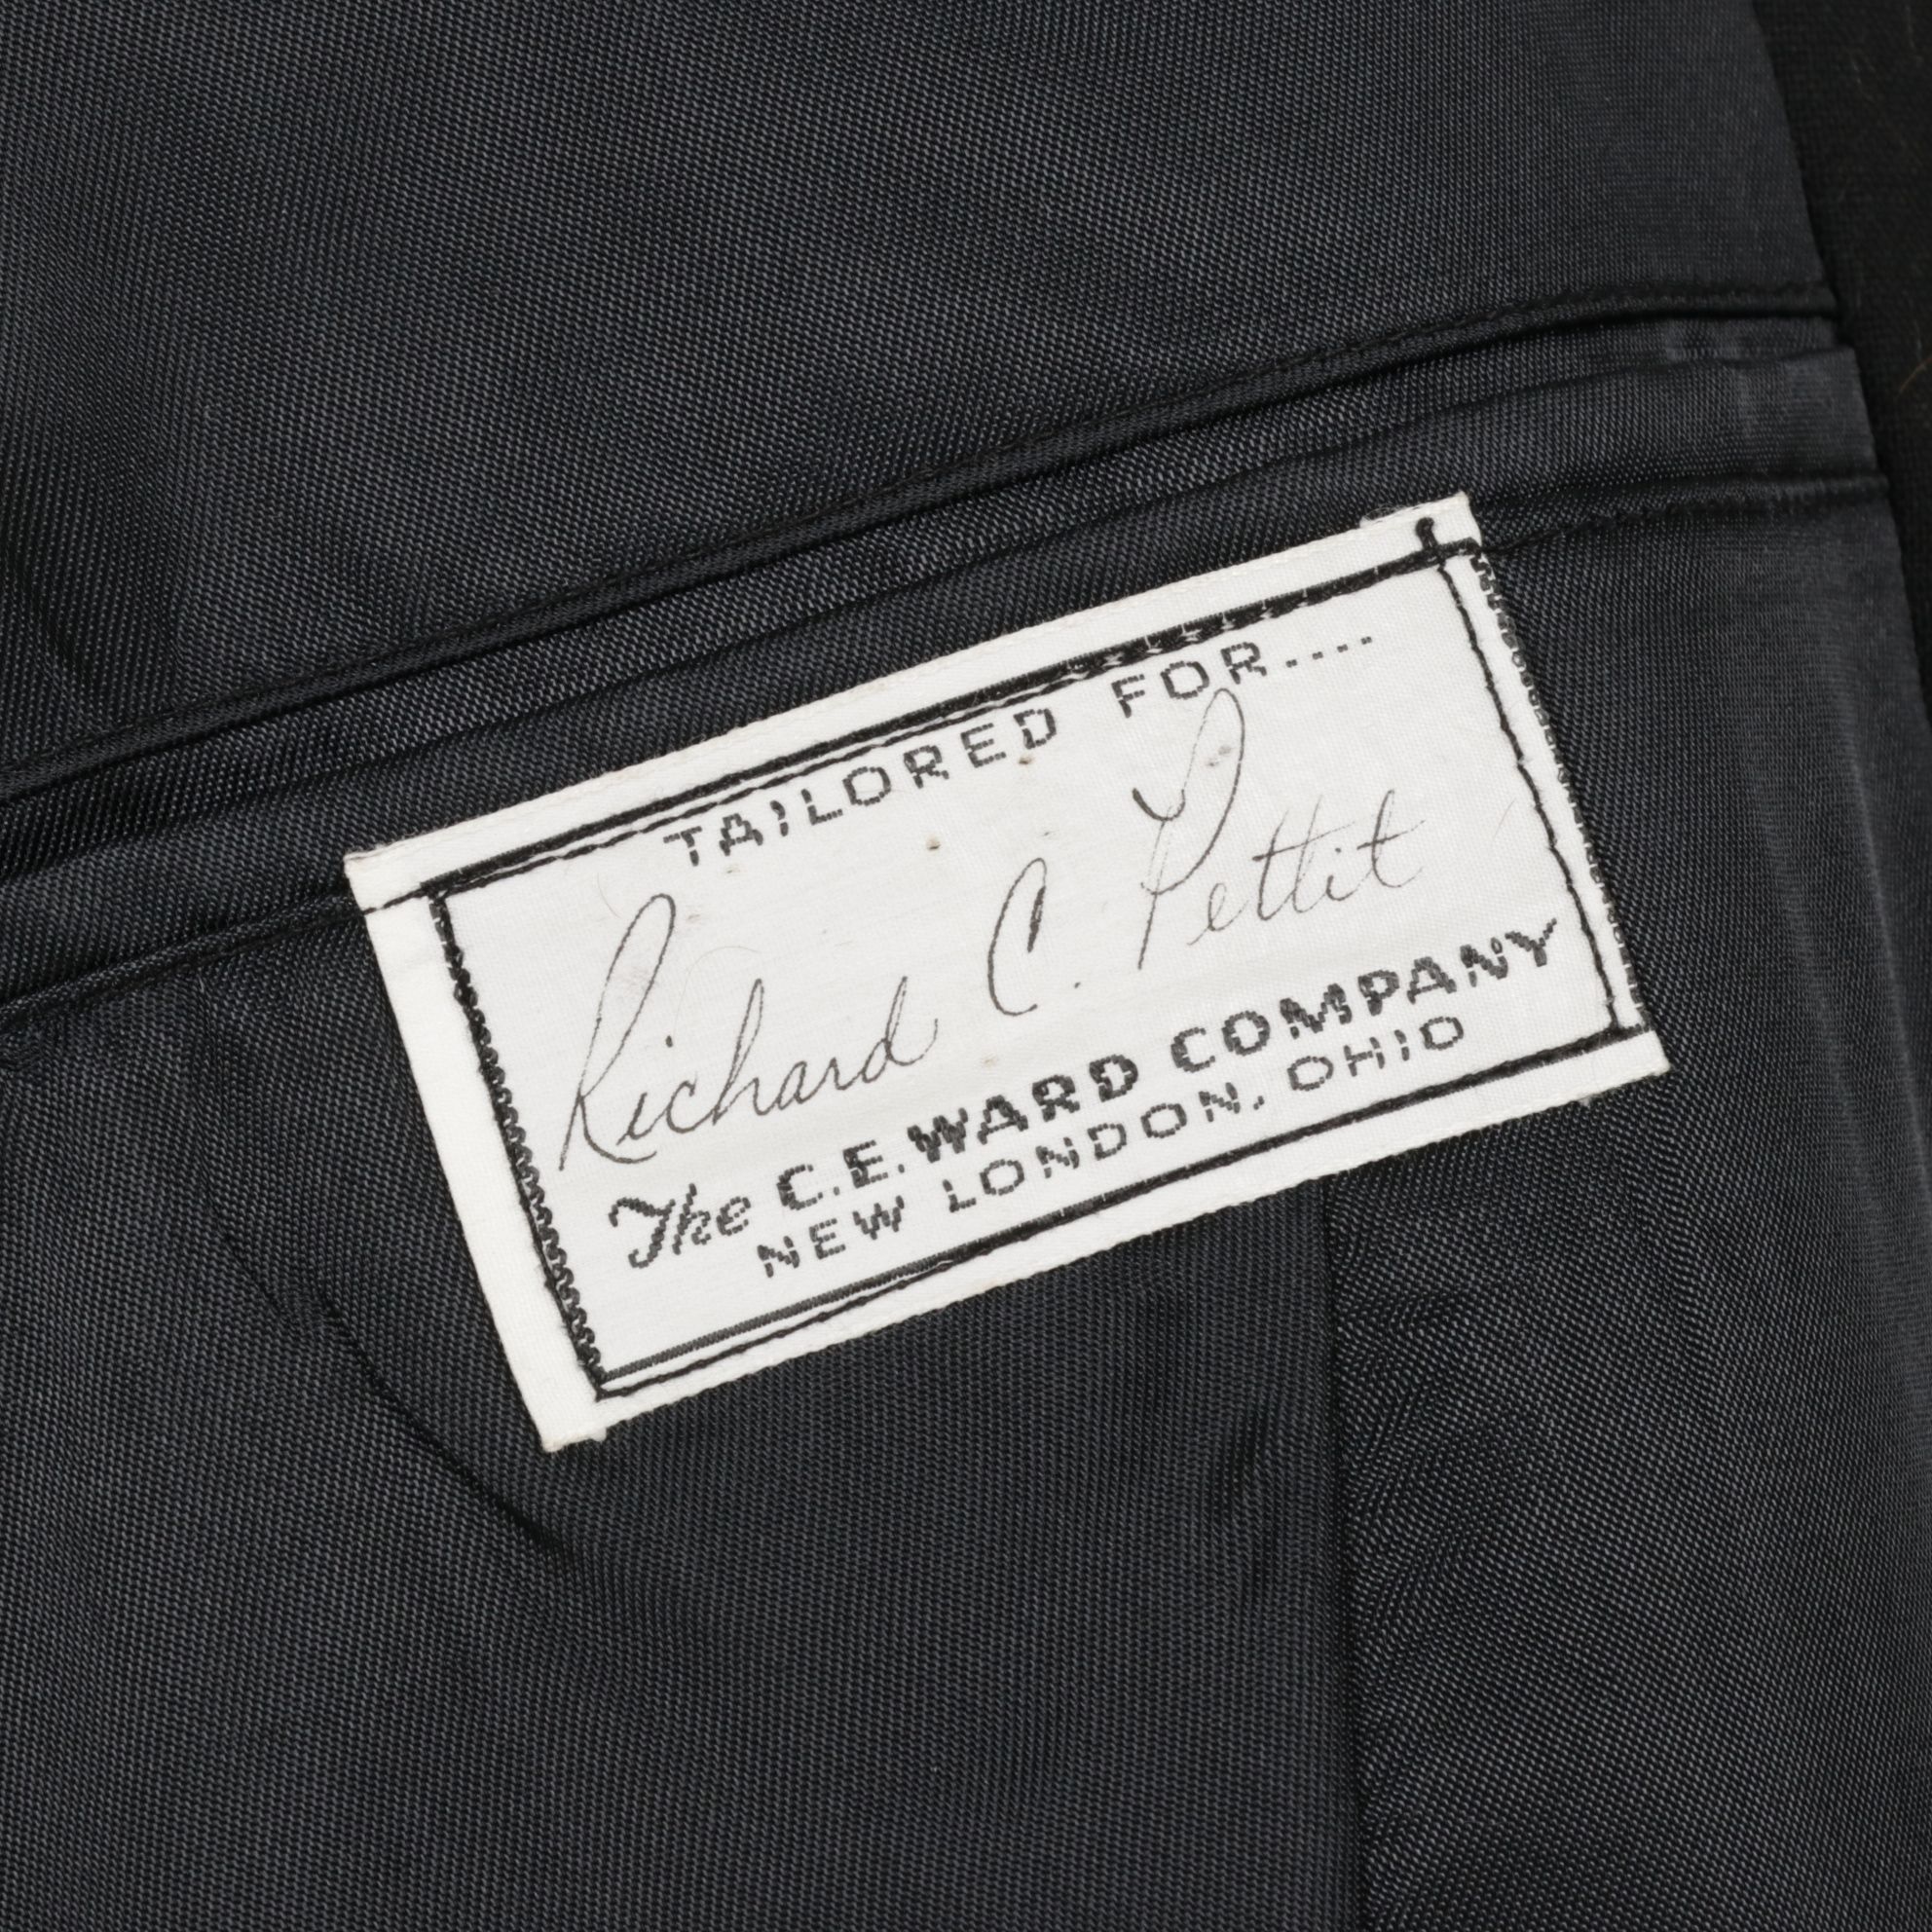 TAILORED FOR....
Richard C. Pettit
The C.E. WARD COMPANY
NEW LONDON, OHIO